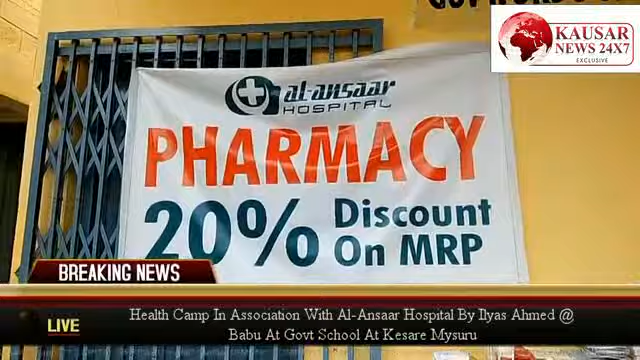 KAUSAR
NEWS 24X7
EXCLUSIVE
al-ansaar
HOSPITAL
PHARMACY
20% Discount
On MRP
BREAKING NEWS
LIVE
Health Camp In Association With Al-Ansaar Hospital By Ilyas Ahmed @
Babu At Govt School At Kesare Mysuru